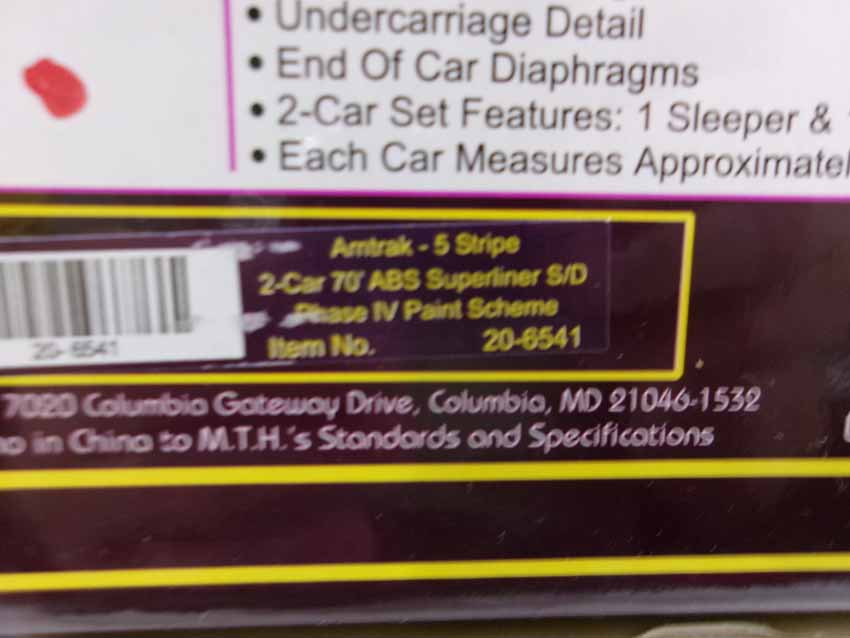 • Undercarriage Detail
• End Of Car Diaphragms
• 2-Car Set Features: 1 Sleeper &
• Each Car Measures Approximatel
Amtrak - 5 Stripe
2-Car 70' ABS Superliner S/D
Phase IV Paint Scheme
Item No. 20-6541
20-6541
7020 Columbia Gateway Drive, Columbia, MD 21046-1532
in China to M.T.H.'s Standards and Specifications